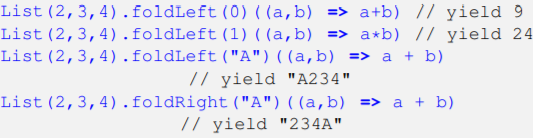 List(2,3,4).foldLeft(0)((a,b) => a+b) // yield 9
List(2,3,4).foldLeft(1)((a,b) => a*b) // yield 24
List(2,3,4).foldLeft("A")((a,b) => a + b)
// yield "A234"
List(2,3,4).foldRight("A")((a,b) => a + b)
// yield "234A"